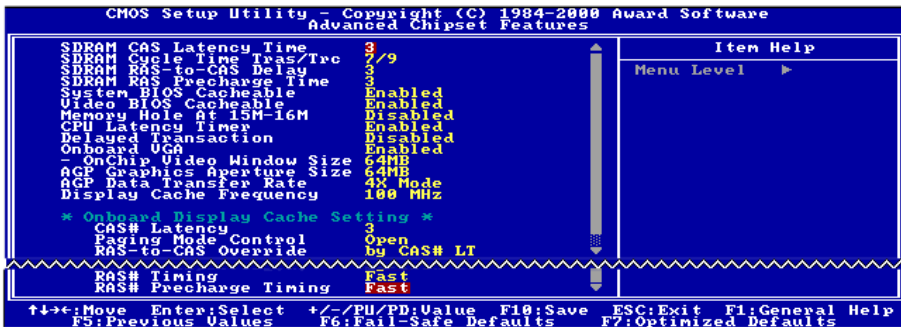 CMOS Setup Utility - Copyright (C) 1984-2000 Award Software
Advanced Chipset Features
SDRAM CAS Latency Time 3
SDRAM Cycle Time Tras/Trc 7/9
SDRAM RAS-to-CAS Delay 3
SDRAM RAS Precharge Time 3
System BIOS Cacheable Enabled
Video BIOS Cacheable Enabled
Memory Hole At 15M-16M Disabled
CPU Latency Timer Enabled
Delayed Transaction Disabled
Onboard VGA Enabled
- OnChip Video Window Size 64MB
AGP Graphics Aperture Size 64MB
AGP Data Transfer Rate 4X Mode
Display Cache Frequency 100 MHz
* Onboard Display Cache Setting *
CAS# Latency 3
Paging Mode Control Open
RAS-to-CAS Override by CAS# LT
RAS# Timing Fast
RAS# Precharge Timing Fast
Item Help
Menu Level ▶
↑↓→←:Move Enter:Select +/-/PU/PD:Value F10:Save ESC:Exit F1:General Help
F5:Previous Values F6:Fail-Safe Defaults F7:Optimized Defaults